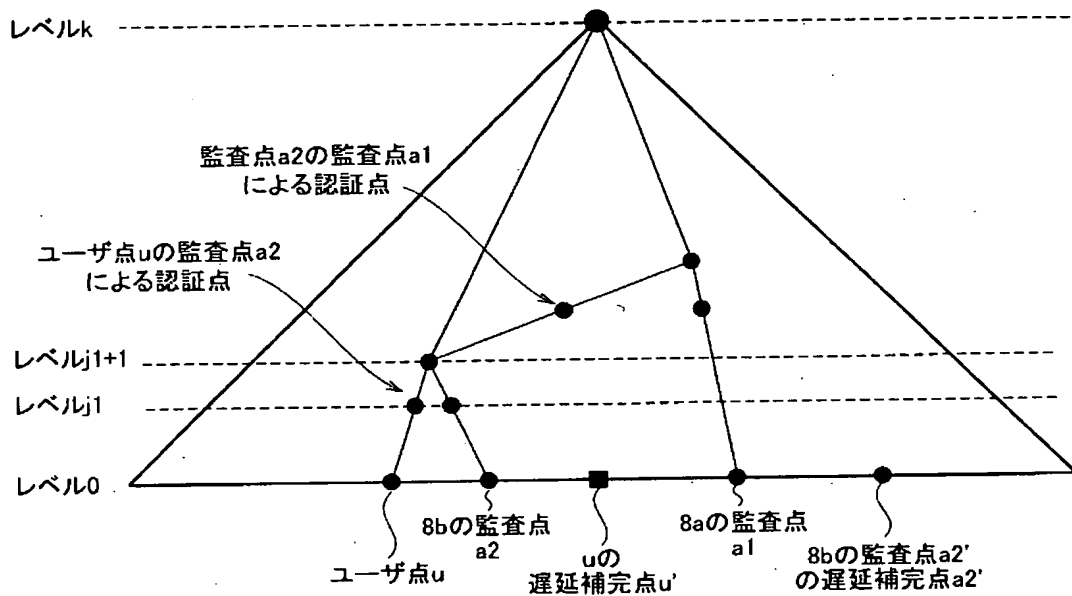 レベルk
監査点a2の監査点a1
による認証点
ユーザ点uの監査点a2
による認証点
レベルj1+1
レベルj1
レベル0
ユーザ点u
8bの監査点
a2
uの
遅延補完点u'
8aの監査点
a1
8bの監査点a2'
の遅延補完点a2'